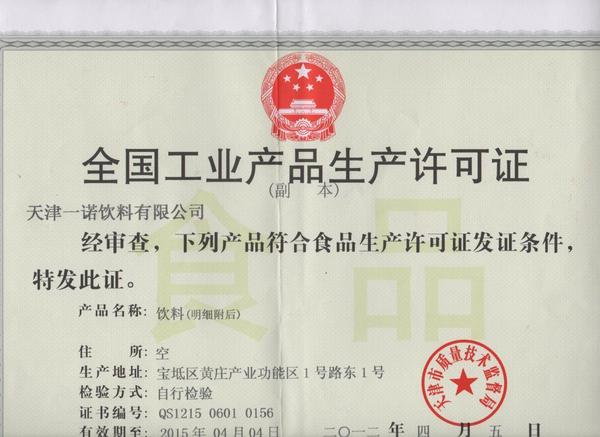 全国工业产品生产许可证
(副 本)
天津一诺饮料有限公司
经审查，下列产品符合食品生产许可证发证条件，
特发此证。
食品
产品名称：饮料(明细附后)
住 所：空
生产地址：宝坻区黄庄产业功能区1号路东1号
检验方式：自行检验
证书编号：QS1215 0601 0156
有效期至：2015年04月04日
二〇一二 年 四 月 五 日
天津市质量技术监督局